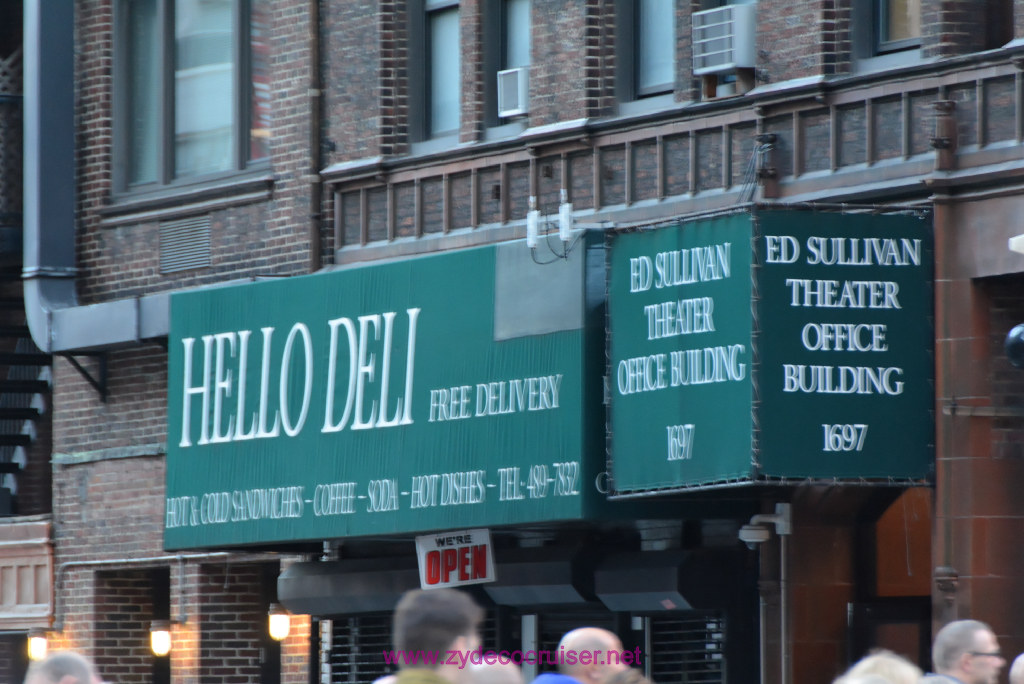 HELLO DELI FREE DELIVERY
HOT & COLD SANDWICHES – COFFEE – SODA – HOT DISHES – TEL: 489-7832
WE'RE
OPEN
ED SULLIVAN
THEATER
OFFICE BUILDING
1697
ED SULLIVAN
THEATER
OFFICE
BUILDING
1697
www.zydecocruiser.net